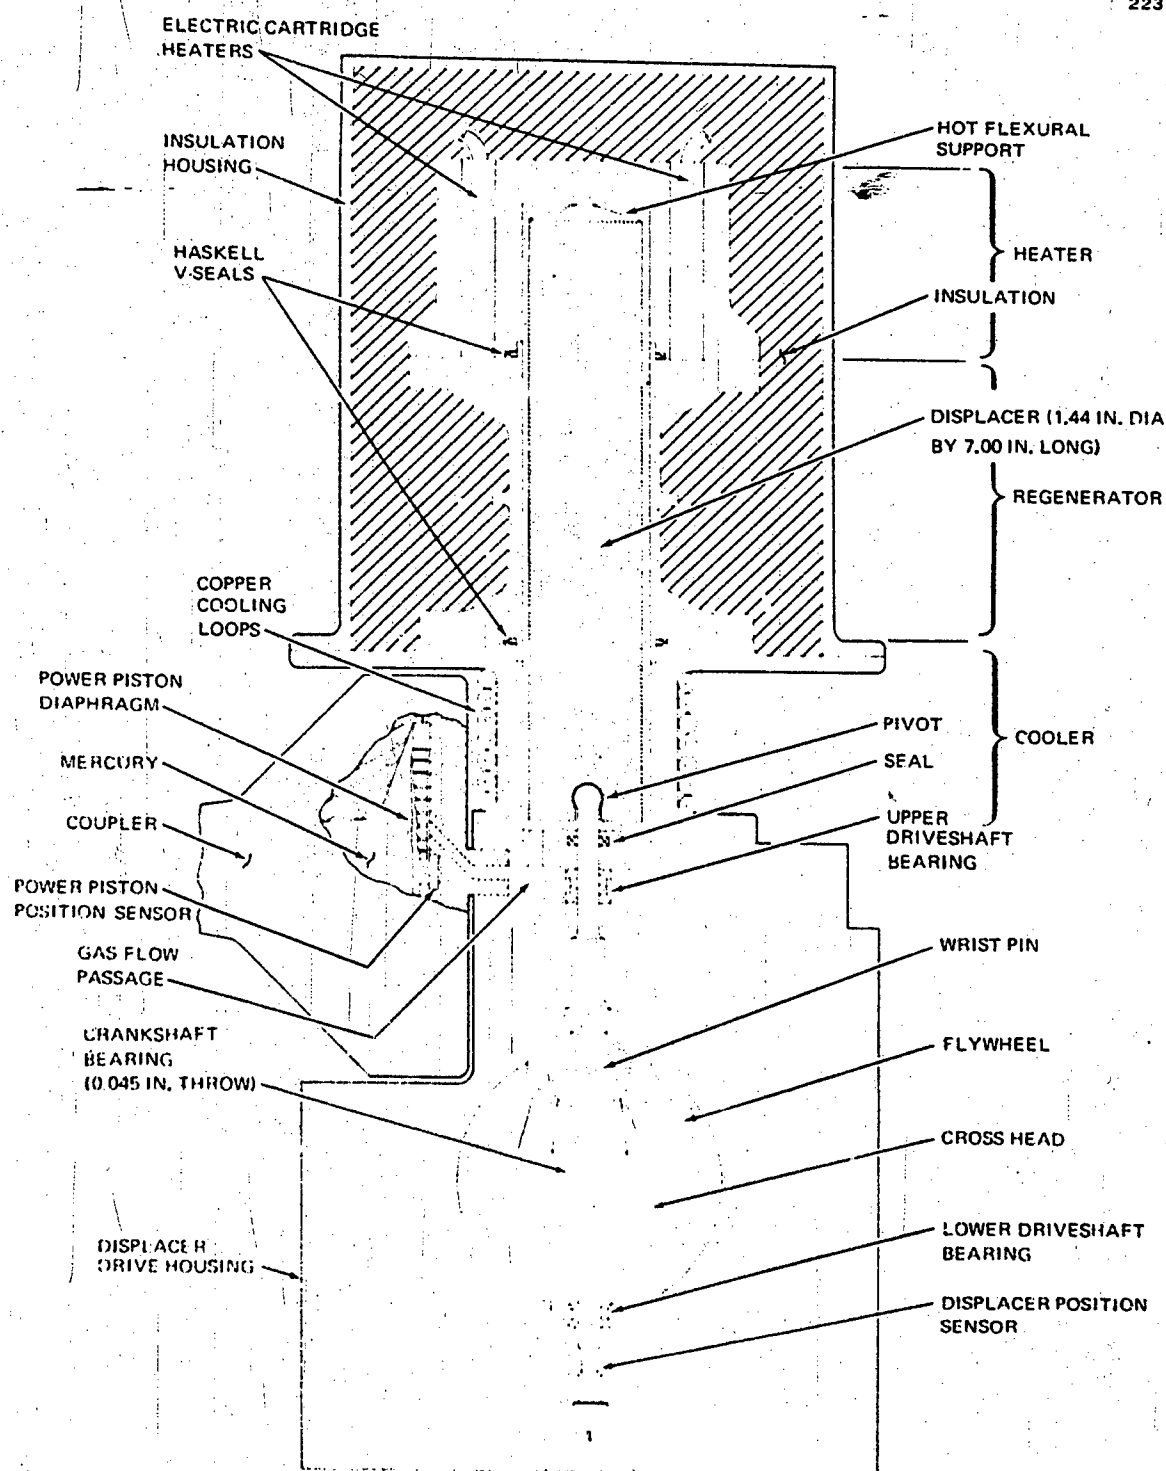 223
ELECTRIC CARTRIDGE
HEATERS
INSULATION
HOUSING
HASKELL
V-SEALS
COPPER
COOLING
LOOPS
POWER PISTON
DIAPHRAGM
MERCURY
COUPLER
POWER PISTON
POSITION SENSOR
GAS FLOW
PASSAGE
CRANKSHAFT
BEARING
(0.045 IN. THROW)
DISPLACER
DRIVE HOUSING
HOT FLEXURAL
SUPPORT
HEATER
INSULATION
DISPLACER (1.44 IN. DIA
BY 7.00 IN. LONG)
REGENERATOR
PIVOT
COOLER
SEAL
UPPER
DRIVESHAFT
BEARING
WRIST PIN
FLYWHEEL
CROSS HEAD
LOWER DRIVESHAFT
BEARING
DISPLACER POSITION
SENSOR
1